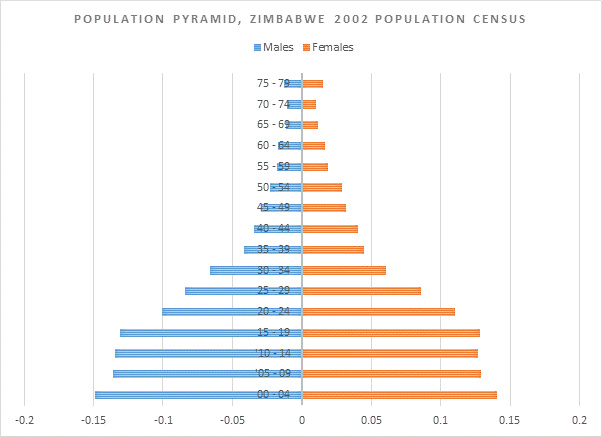 POPULATION PYRAMID, ZIMBABWE 2002 POPULATION CENSUS
Males Females
75 - 79
70 - 74
65 - 69
60 - 64
55 - 59
50 - 54
45 - 49
40 - 44
35 - 39
30 - 34
25 - 29
20 - 24
15 - 19
'10 - 14
'05 - 09
00 - 04
-0.2 -0.15 -0.1 -0.05 0 0.05 0.1 0.15 0.2